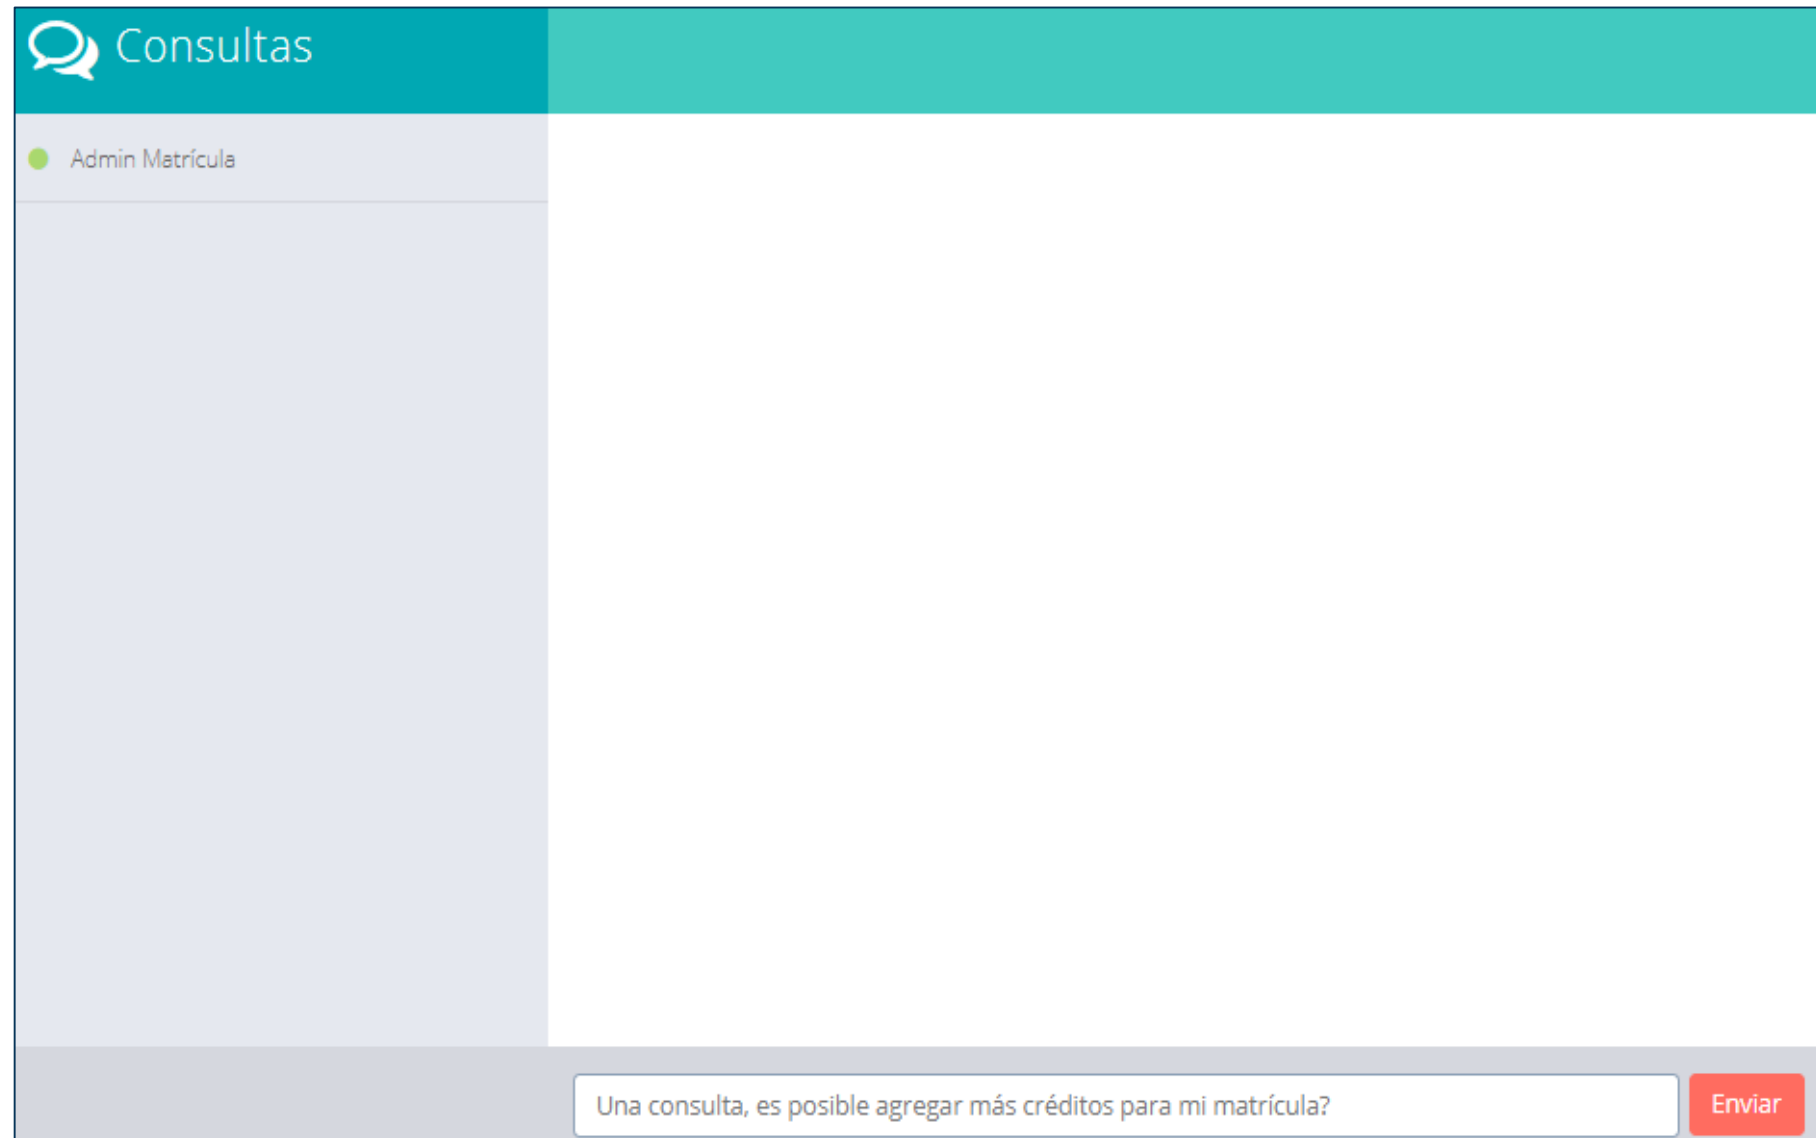 Consultas
Admin Matrícula
Una consulta, es posible agregar más créditos para mi matrícula?
Enviar